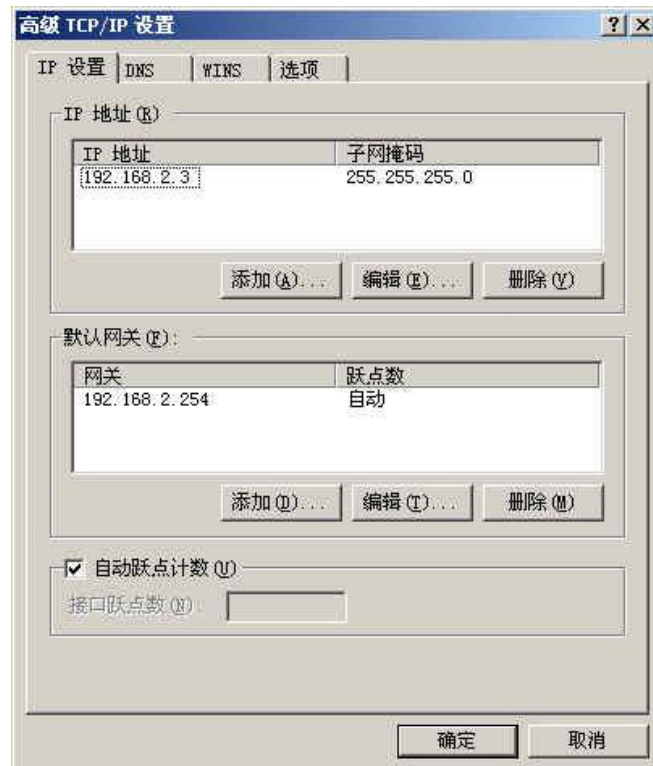 高级 TCP/IP 设置
IP 设置 DNS WINS 选项
IP 地址(R)
IP 地址 子网掩码
192.168.2.3 255.255.255.0
添加(A)... 编辑(E)... 删除(V)
默认网关(F):
网关 跃点数
192.168.2.254 自动
添加(D)... 编辑(T)... 删除(M)
自动跃点计数(U)
接口跃点数(N):
确定 取消